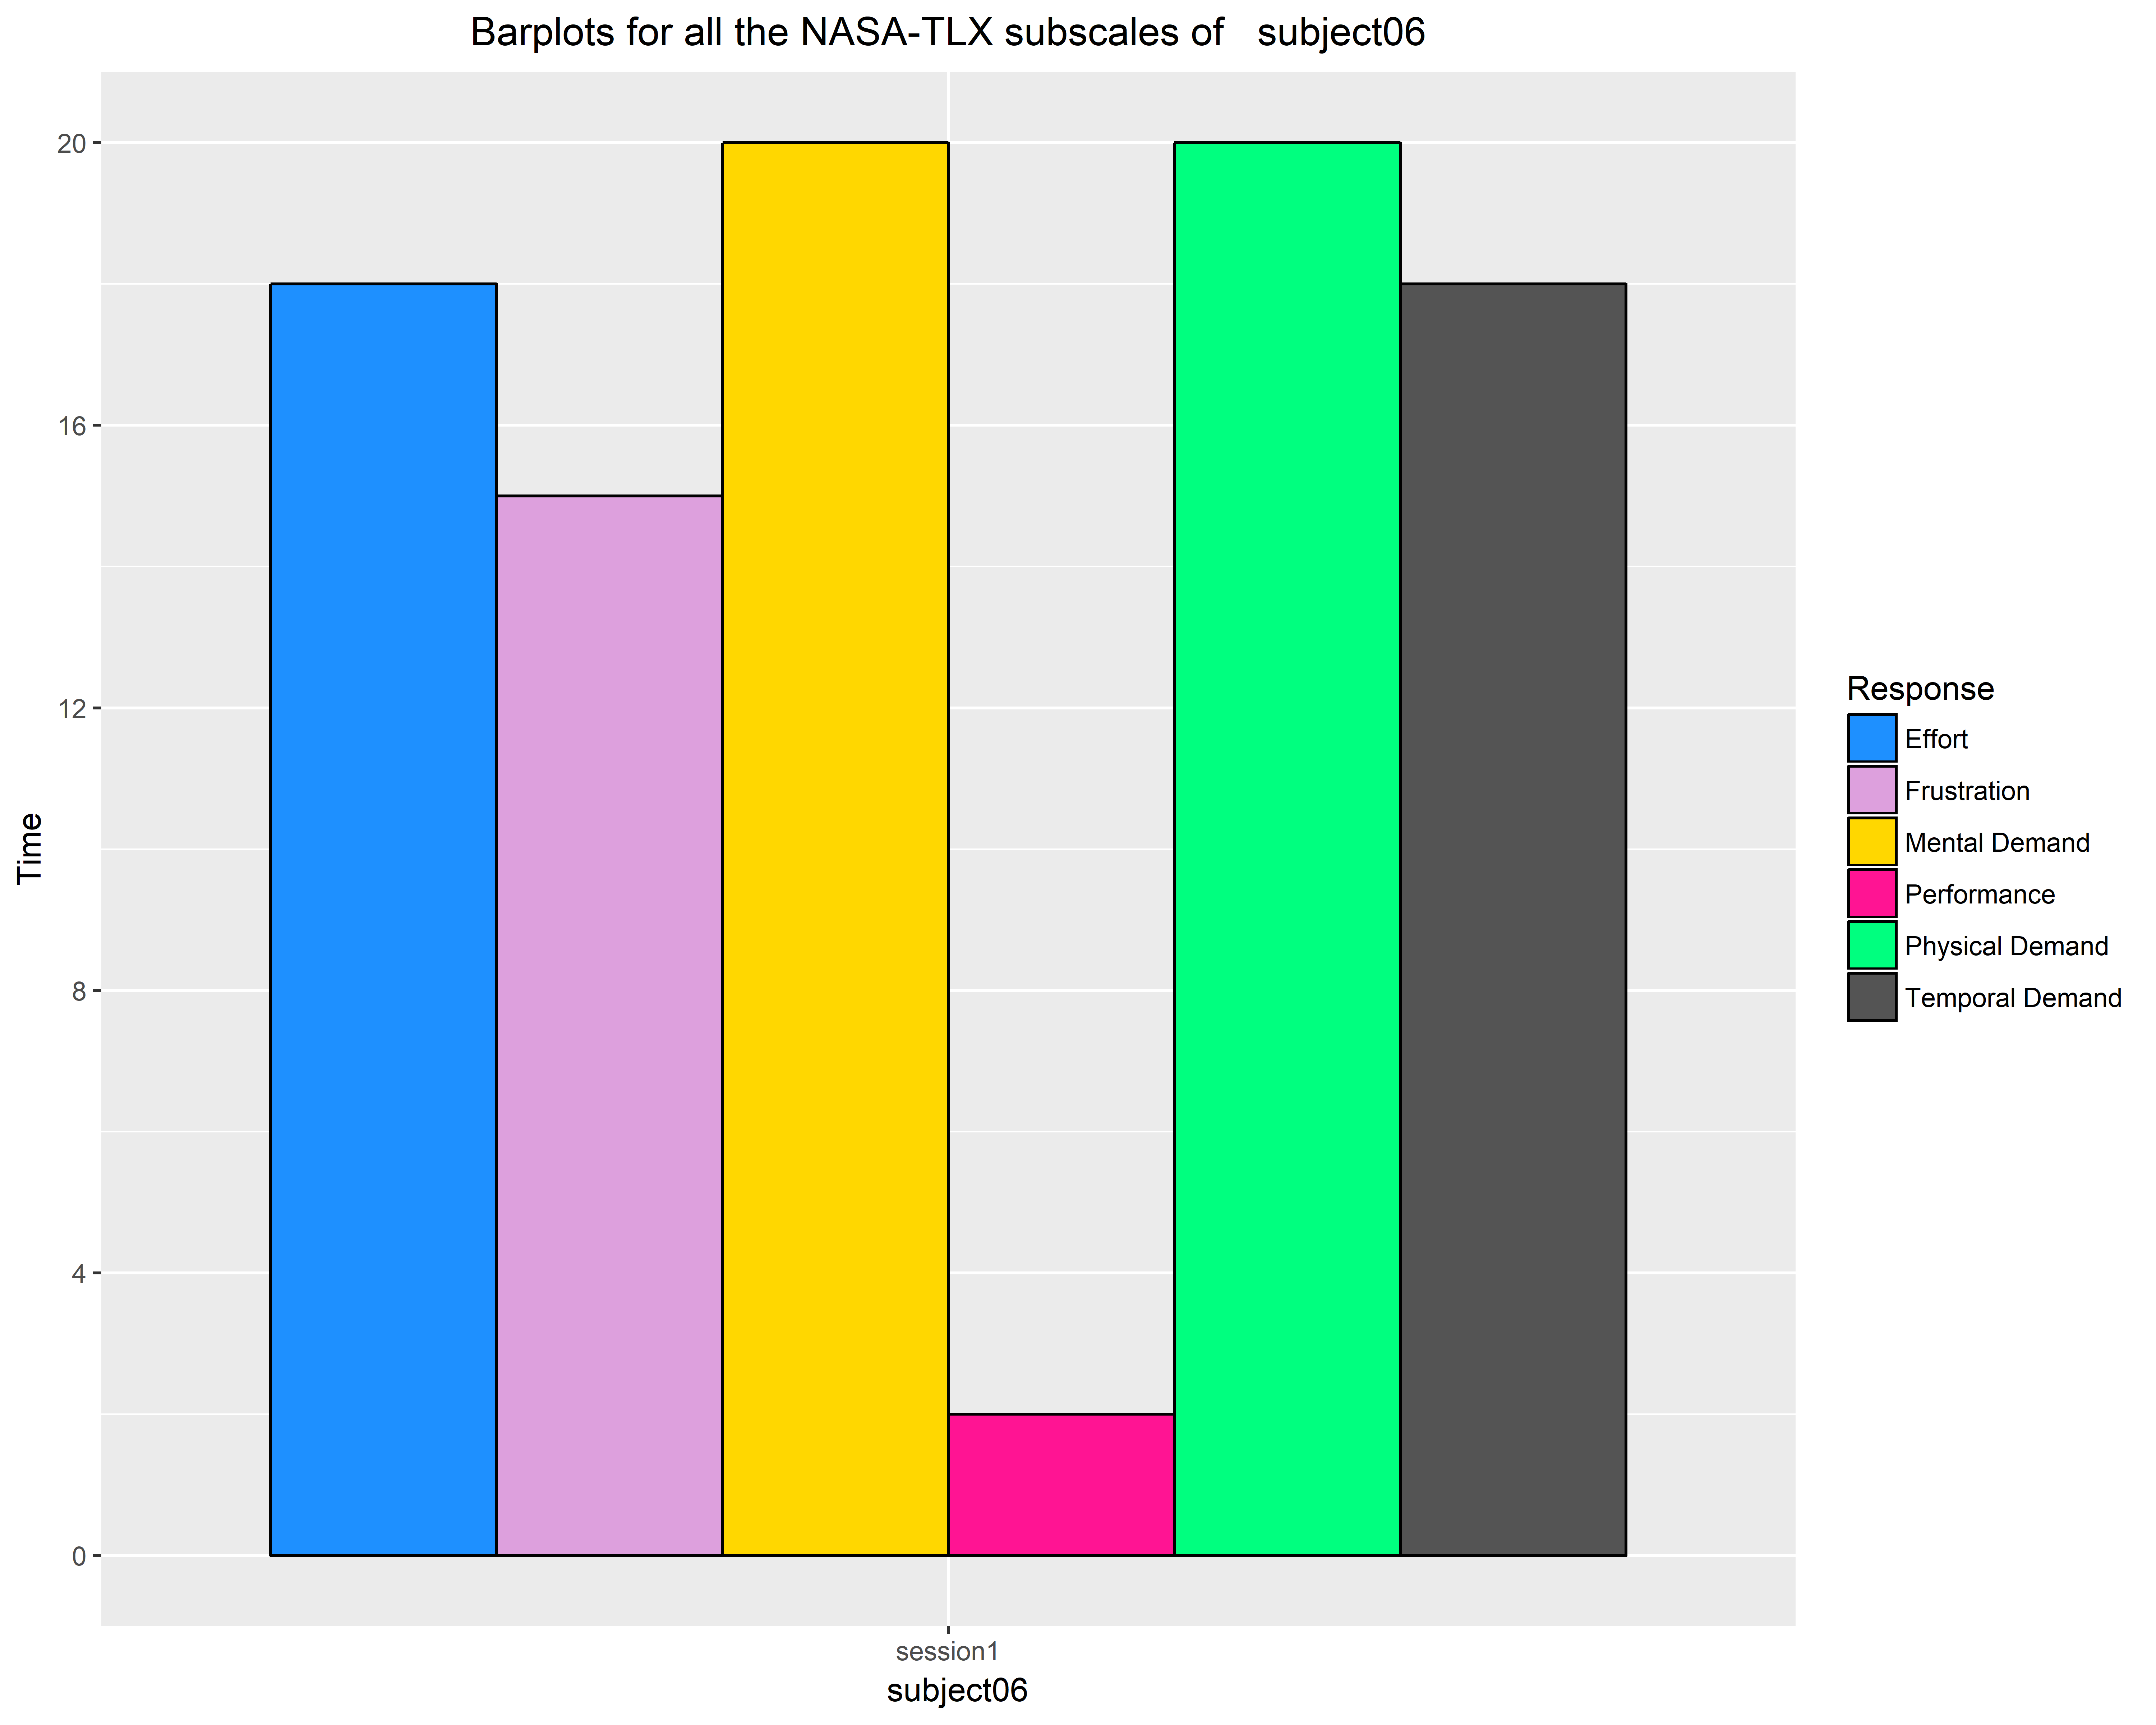 Barplots for all the NASA-TLX subscales of   subject06
20
16
12
8
4
0
Time
session1
subject06
Response
Effort
Frustration
Mental Demand
Performance
Physical Demand
Temporal Demand